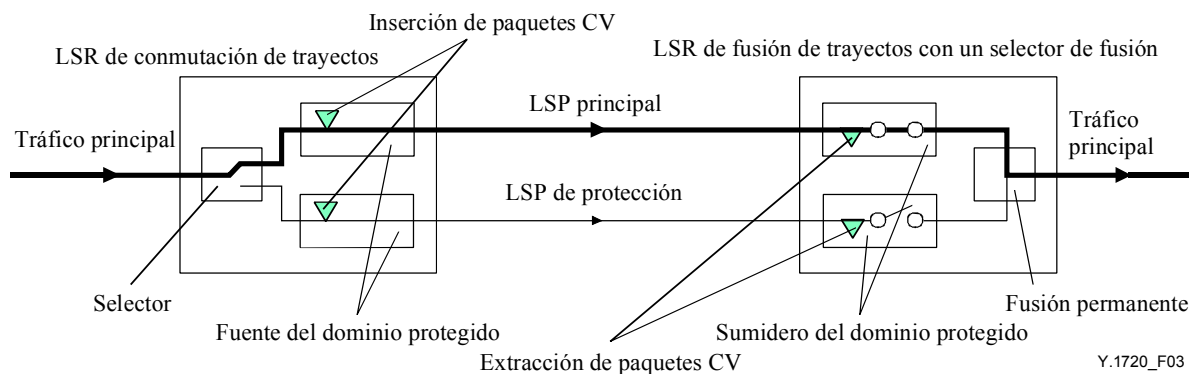 Inserción de paquetes CV
LSR de conmutación de trayectos
LSR de fusión de trayectos con un selector de fusión
LSP principal
Tráfico principal
Tráfico
principal
LSP de protección
Selector
Fusión permanente
Fuente del dominio protegido
Sumidero del dominio protegido
Extracción de paquetes CV
Y.1720_F03